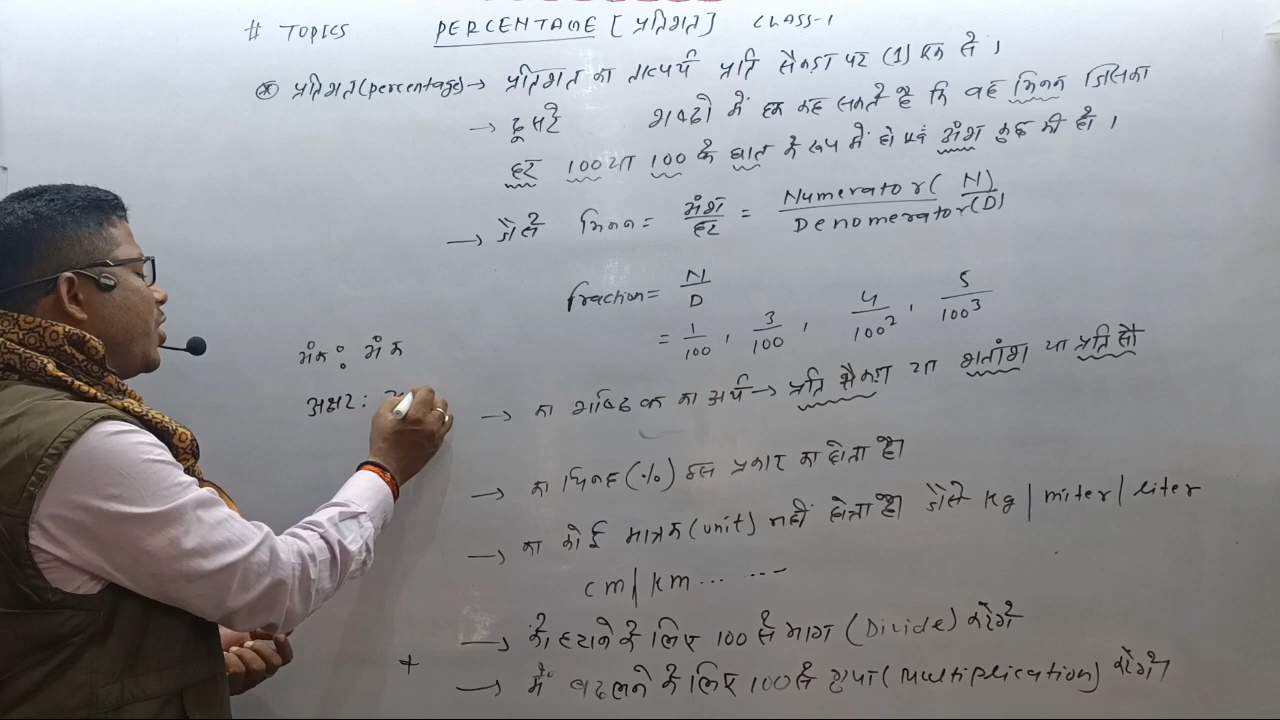 # TOPICS PERCENTAGE [प्रतिशत] CLASS-1
⊛ प्रतिशत(percentage)→ प्रतिशत का तात्पर्य प्रति सैकड़ा पर (1) एक से ।
→ दूसरे शब्दो में हम कह सकते है कि वह भिन्न जिसका
हर 100 या 100 के घात के रूप में हो एवं अंश कुछ भी हो ।
→ जैसे भिन्न = अंश/हर = Numerator(N)/Denomerator(D)
fraction = N/D
= 1/100, 3/100, 4/100², 5/100³
अंक : अंक
अक्षर :
→ का शाब्दिक का अर्थ → प्रति सैकड़ा या शतांश या प्रति सौ
→ का चिन्ह (%) इस प्रकार का होता है।
→ का कोई मात्रक (unit) नही होता है। जैसे kg/miter/liter
cm/km... ...
→ को हटाने के लिए 100 से भाग (Divide) करेंगे
+ → में बदलने के लिए 100 से गुणा (multiplication) करेंगे।